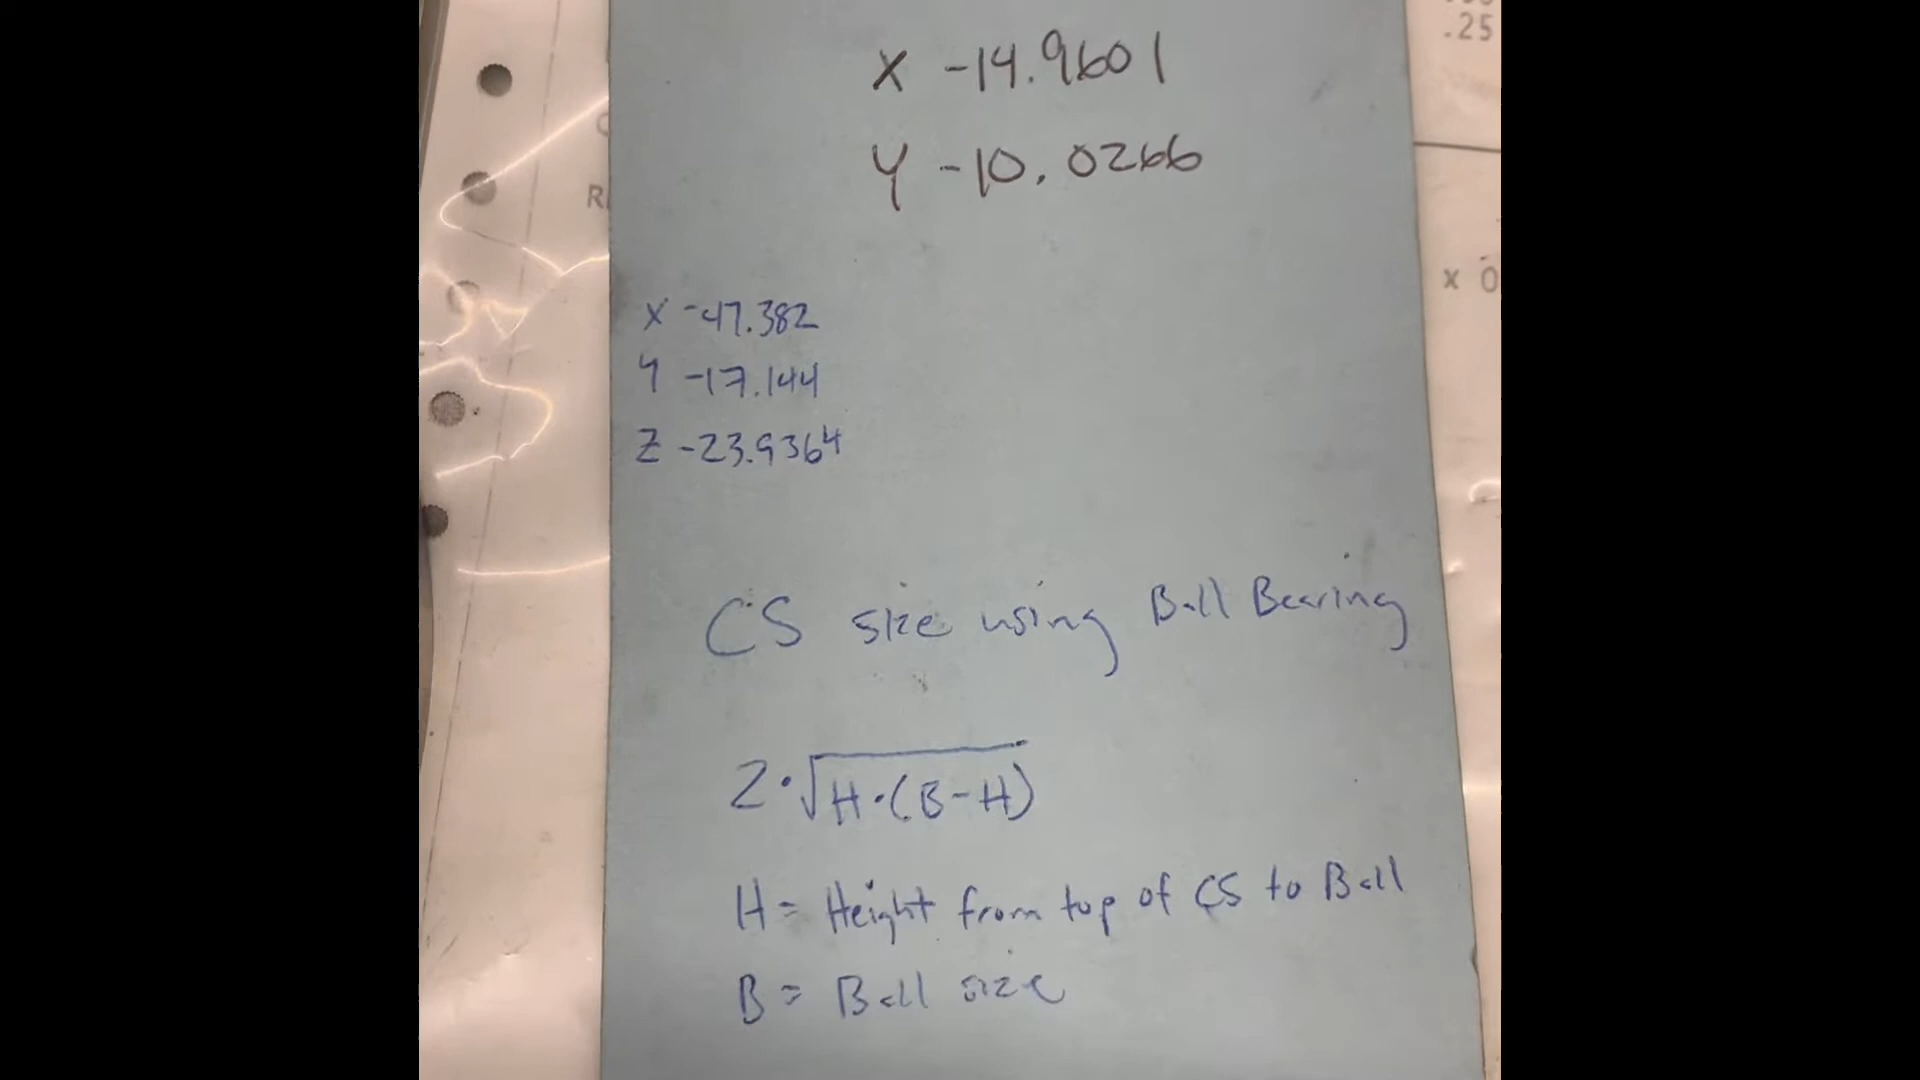 .25
X -14.9601
Y -10.0266
R
X 0
X -47.382
Y -17.144
Z -23.9364
CS size using Ball Bearing
2·√H·(B-H)
H = Height from top of CS to Ball
B = Ball size